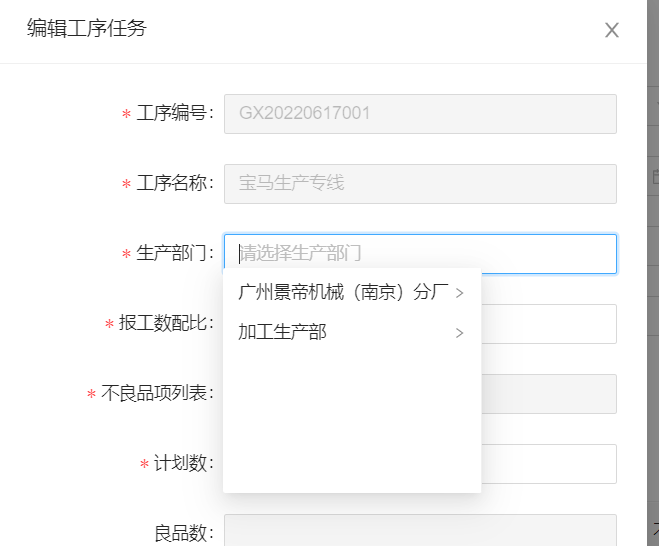 编辑工序任务
* 工序编号: GX20220617001
* 工序名称: 宝马生产专线
* 生产部门: 请选择生产部门
广州景帝机械（南京）分厂 >
* 报工数配比:
加工生产部 >
* 不良品项列表:
* 计划数:
良品数: